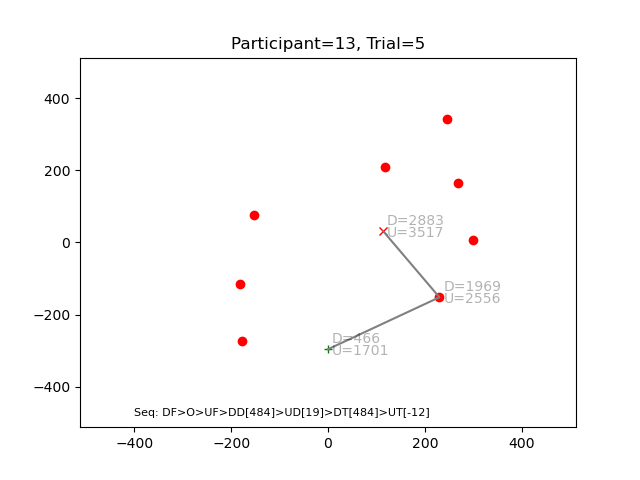 Participant=13, Trial=5
400
200
0
−200
−400
D=2883
U=3517
D=1969
U=2556
D=466
U=1701
Seq: DF>O>UF>DD[484]>UD[19]>DT[484]>UT[-12]
−400 −200 0 200 400